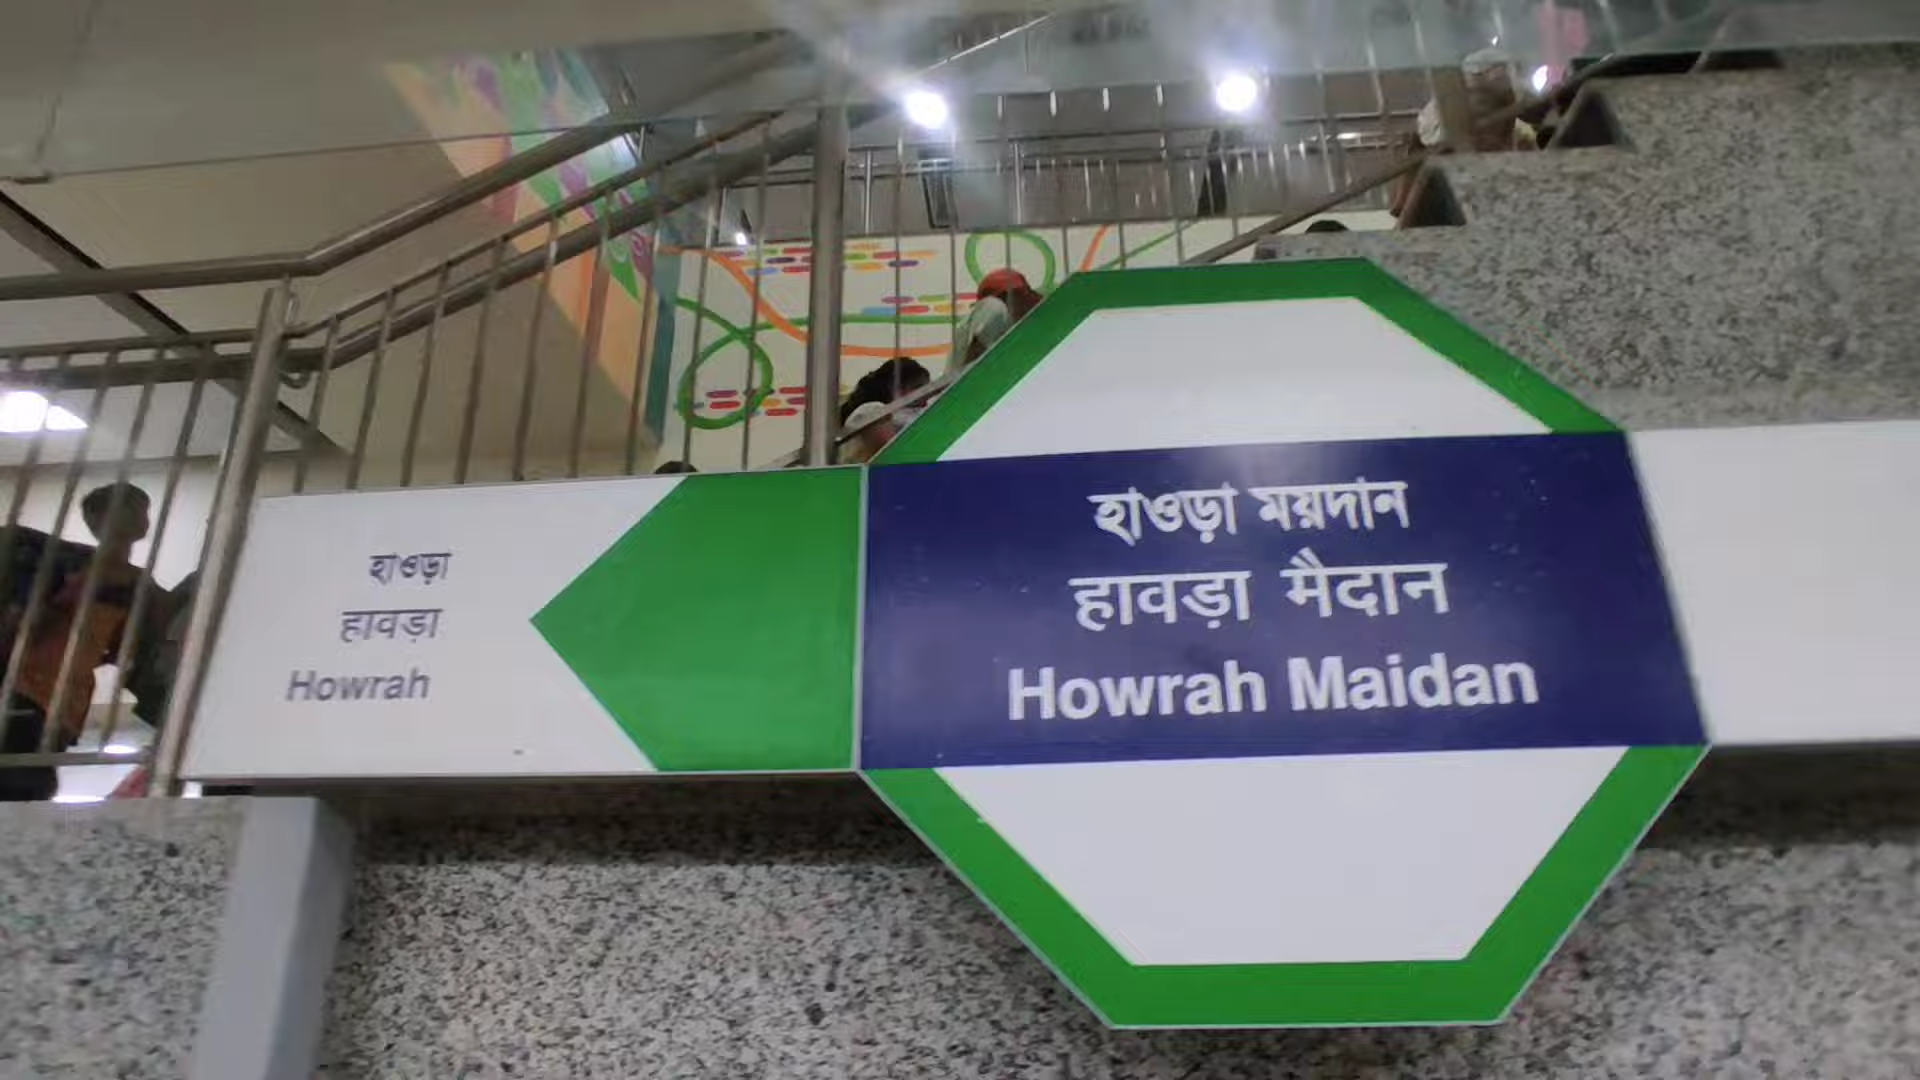 হাওড়া
हावड़ा
Howrah
হাওড়া ময়দান
हावड़ा मैदान
Howrah Maidan